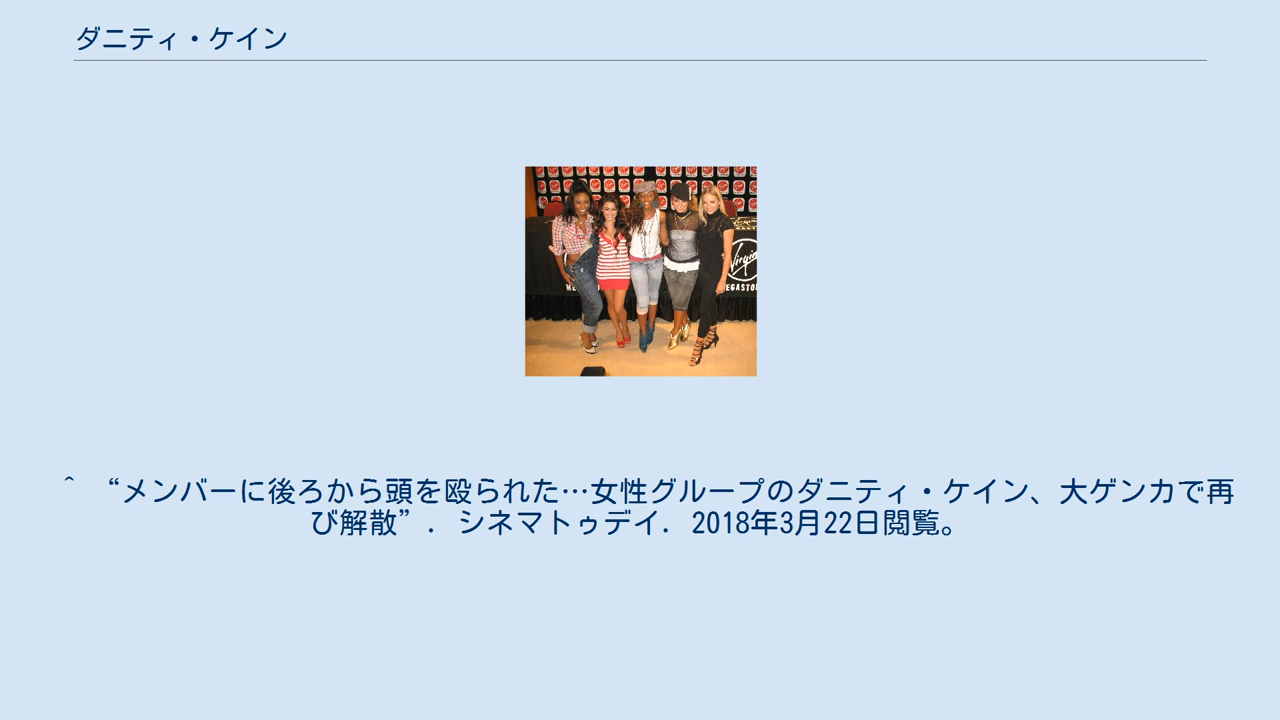 ダニティ・ケイン
Virgin
EGASTO
^ “メンバーに後ろから頭を殴られた…女性グループのダニティ・ケイン、大ゲンカで再
び解散”. シネマトゥデイ. 2018年3月22日閲覧。